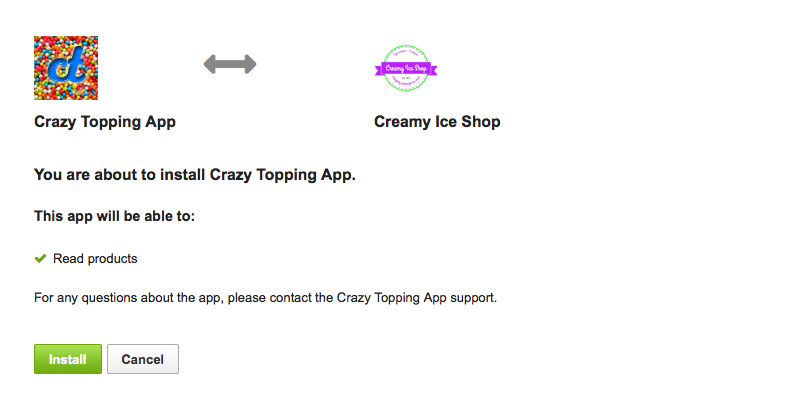 ct
Creamy Ice Shop
Crazy Topping App
Creamy Ice Shop
You are about to install Crazy Topping App.
This app will be able to:
Read products
For any questions about the app, please contact the Crazy Topping App support.
Install
Cancel